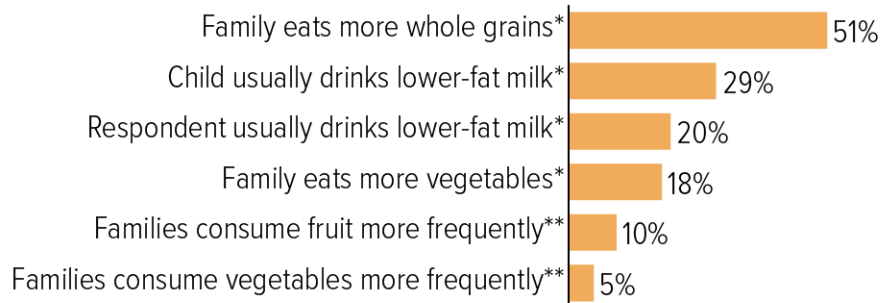 Family eats more whole grains* 51%
Child usually drinks lower-fat milk* 29%
Respondent usually drinks lower-fat milk* 20%
Family eats more vegetables* 18%
Families consume fruit more frequently** 10%
Families consume vegetables more frequently** 5%